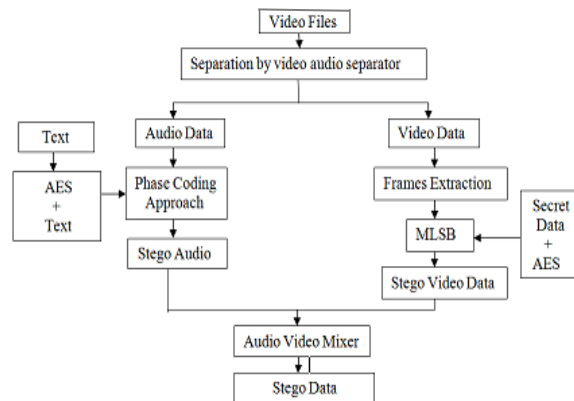 Video Files
Separation by video audio separator
Text
Audio Data
Video Data
AES
+
Text
Phase Coding
Approach
Frames Extraction
Secret
Data
+
AES
MLSB
Stego Audio
Stego Video Data
Audio Video Mixer
Stego Data